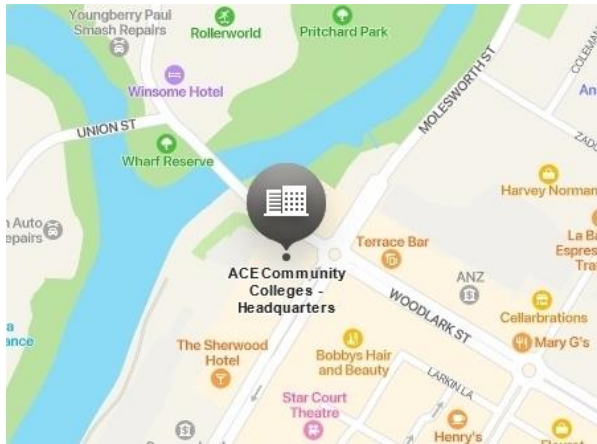 Youngberry Paul
Smash Repairs
Rollerworld
Pritchard Park
Winsome Hotel
UNION ST
Wharf Reserve
MOLESWORTH ST
Harvey Norman
Auto
ACE Community
Colleges -
Headquarters
Terrace Bar
ANZ
WOODLARK ST
Cellarbrations
Mary G's
The Sherwood
Hotel
Bobbys Hair
and Beauty
LARKIN LA
Star Court
Theatre
Henry's